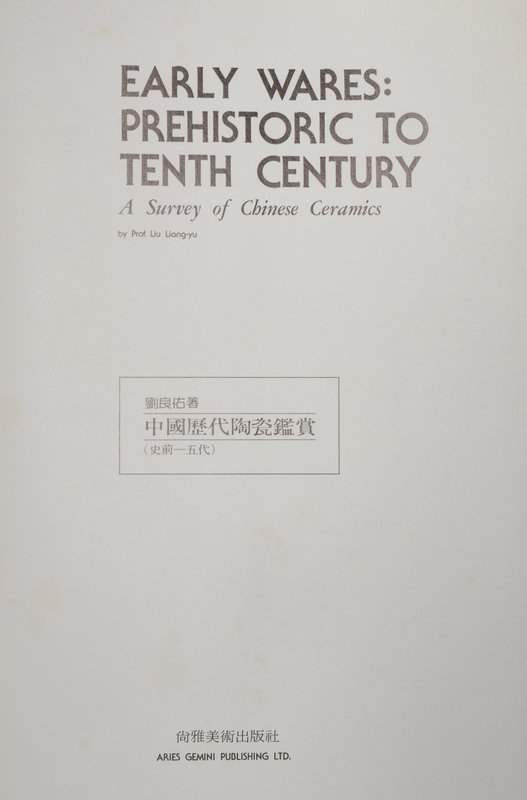 EARLY WARES:
PREHISTORIC TO
TENTH CENTURY
A Survey of Chinese Ceramics
by Prof. Liu Liang-yu
劉良佑著
中國歷代陶瓷鑑賞
（史前—五代）
尙雅美術出版社
ARIES GEMINI PUBLISHING LTD.